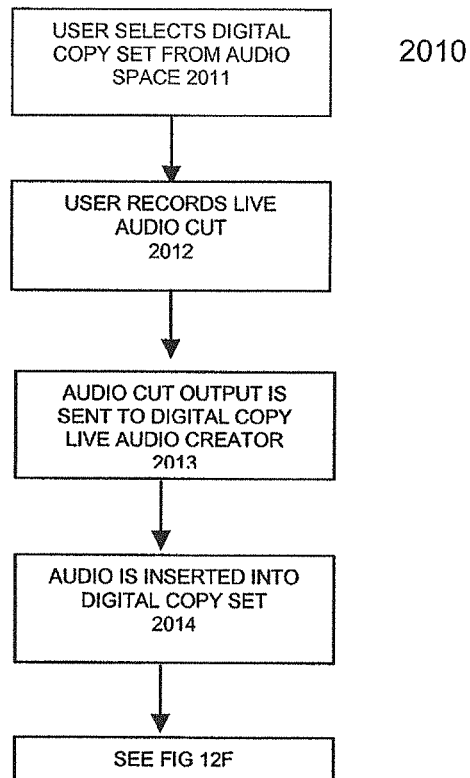 USER SELECTS DIGITAL
COPY SET FROM AUDIO
SPACE 2011
2010
USER RECORDS LIVE
AUDIO CUT
2012
AUDIO CUT OUTPUT IS
SENT TO DIGITAL COPY
LIVE AUDIO CREATOR
2013
AUDIO IS INSERTED INTO
DIGITAL COPY SET
2014
SEE FIG 12F